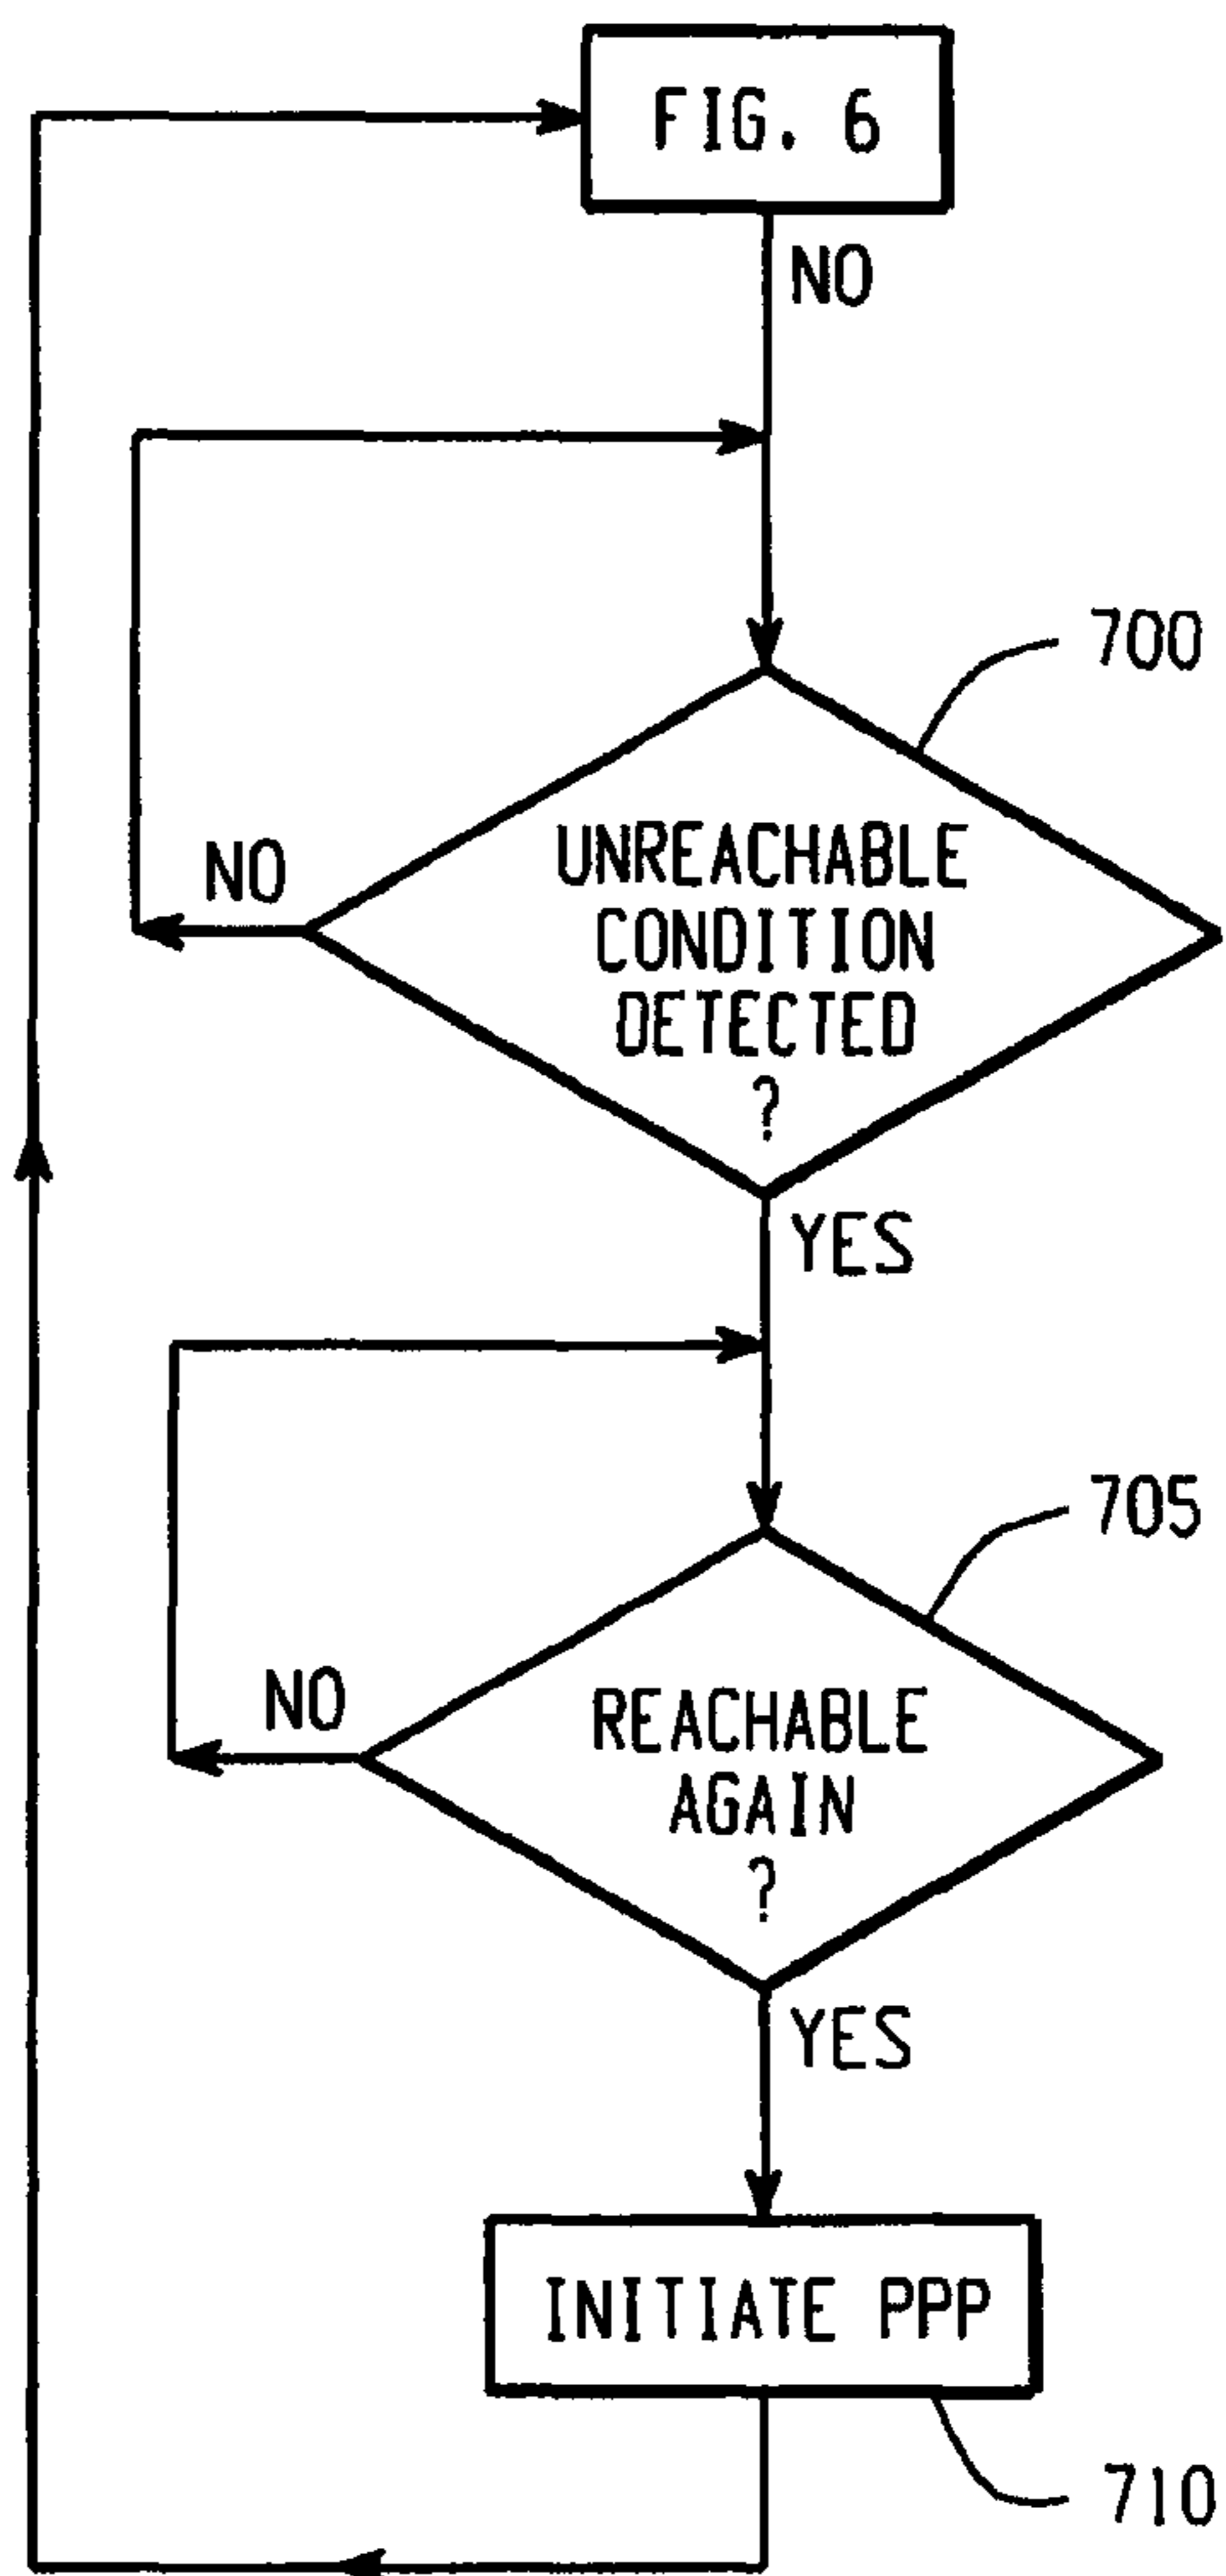 FIG. 6
NO
700
UNREACHABLE
CONDITION
DETECTED
?
NO
YES
705
REACHABLE
AGAIN
?
NO
YES
INITIATE PPP
710